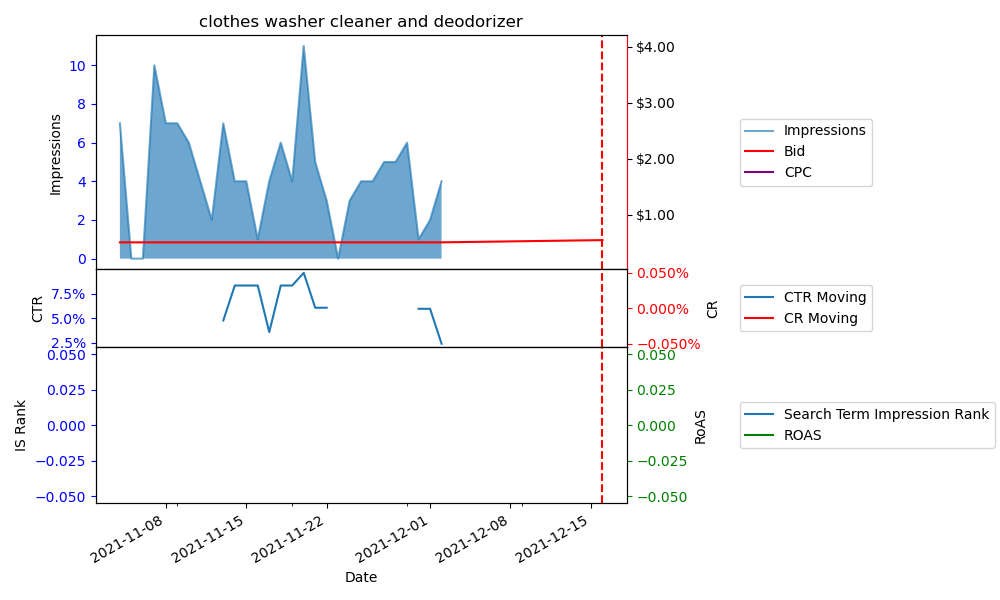 clothes washer cleaner and deodorizer
Impressions
10
8
6
4
2
0
$4.00
$3.00
$2.00
$1.00
Impressions
Bid
CPC
CTR
7.5%
5.0%
2.5%
0.050%
0.000%
−0.050%
CR
CTR Moving
CR Moving
IS Rank
0.050
0.025
0.000
−0.025
−0.050
0.050
0.025
0.000
−0.025
−0.050
RoAS
Search Term Impression Rank
ROAS
2021-11-08
2021-11-15
2021-11-22
2021-12-01
2021-12-08
2021-12-15
Date